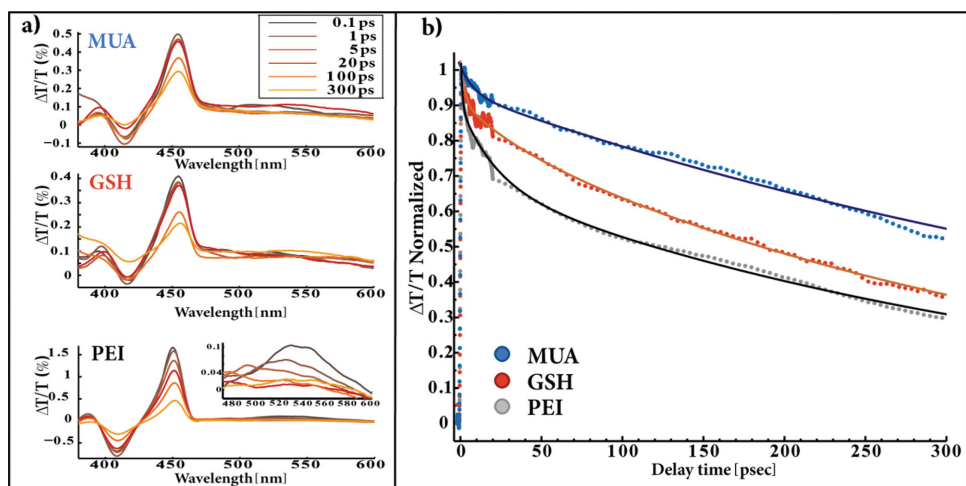 a)
MUA
0.1 ps
1 ps
5 ps
20 ps
100 ps
300 ps
ΔT/T (%)
0.5
0.4
0.3
0.2
0.1
0
−0.1
400 450 500 550 600
Wavelength[nm]
GSH
ΔT/T (%)
0.4
0.3
0.2
0.1
0
400 450 500 550 600
Wavelength[nm]
PEI
ΔT/T (%)
1.5
1.0
0.5
0
−0.5
0.1
0.04
0
480 500 520 540 560 580 600
400 450 500 550 600
Wavelength[nm]
b)
ΔT/T Normalized
1
0.9
0.8
0.7
0.6
0.5
0.4
0.3
0.2
0.1
0
MUA
GSH
PEI
0 50 100 150 200 250 300
Delay time [psec]